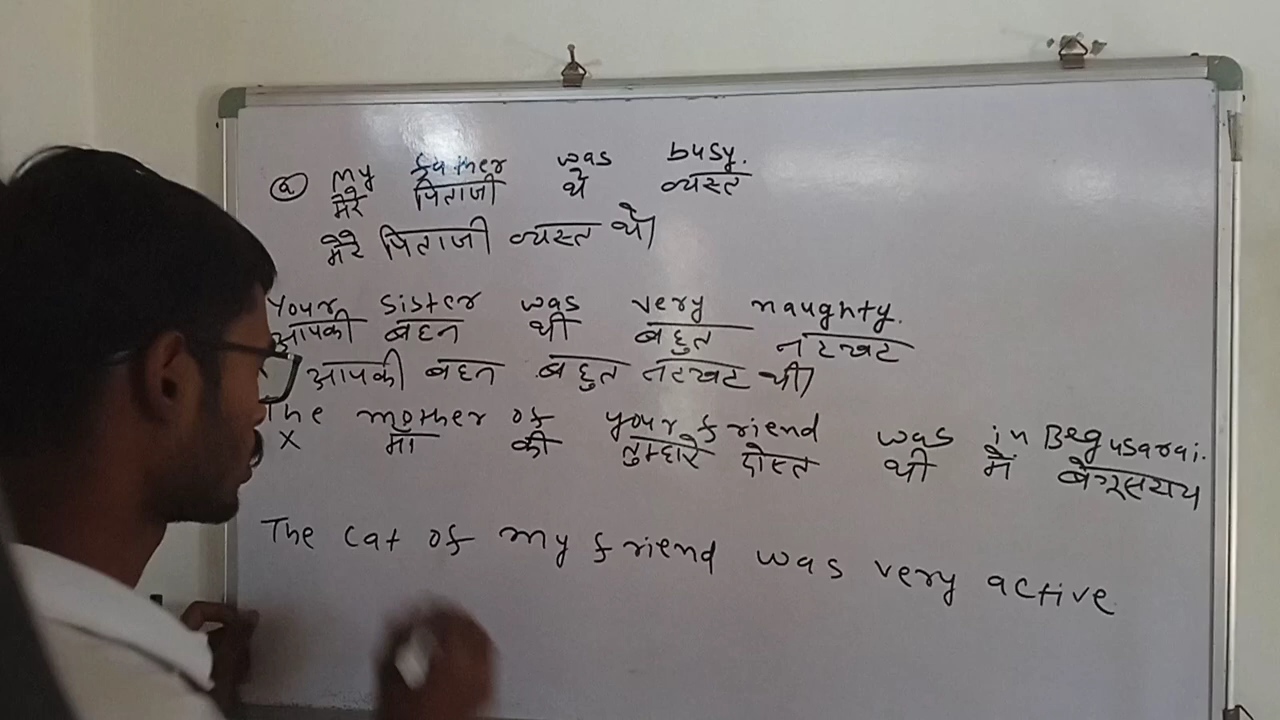 (a) My father was busy.
मेरे पिताजी थे व्यस्त
मेरे पिताजी व्यस्त थे।
Your sister was very naughty.
आपकी बहन थी बहुत नटखट
आपकी बहन बहुत नटखट थी।
The mother of your friend was in Begusarai.
× माँ की तुम्हारे दोस्त थी में बेगूसराय
The cat of my friend was very active